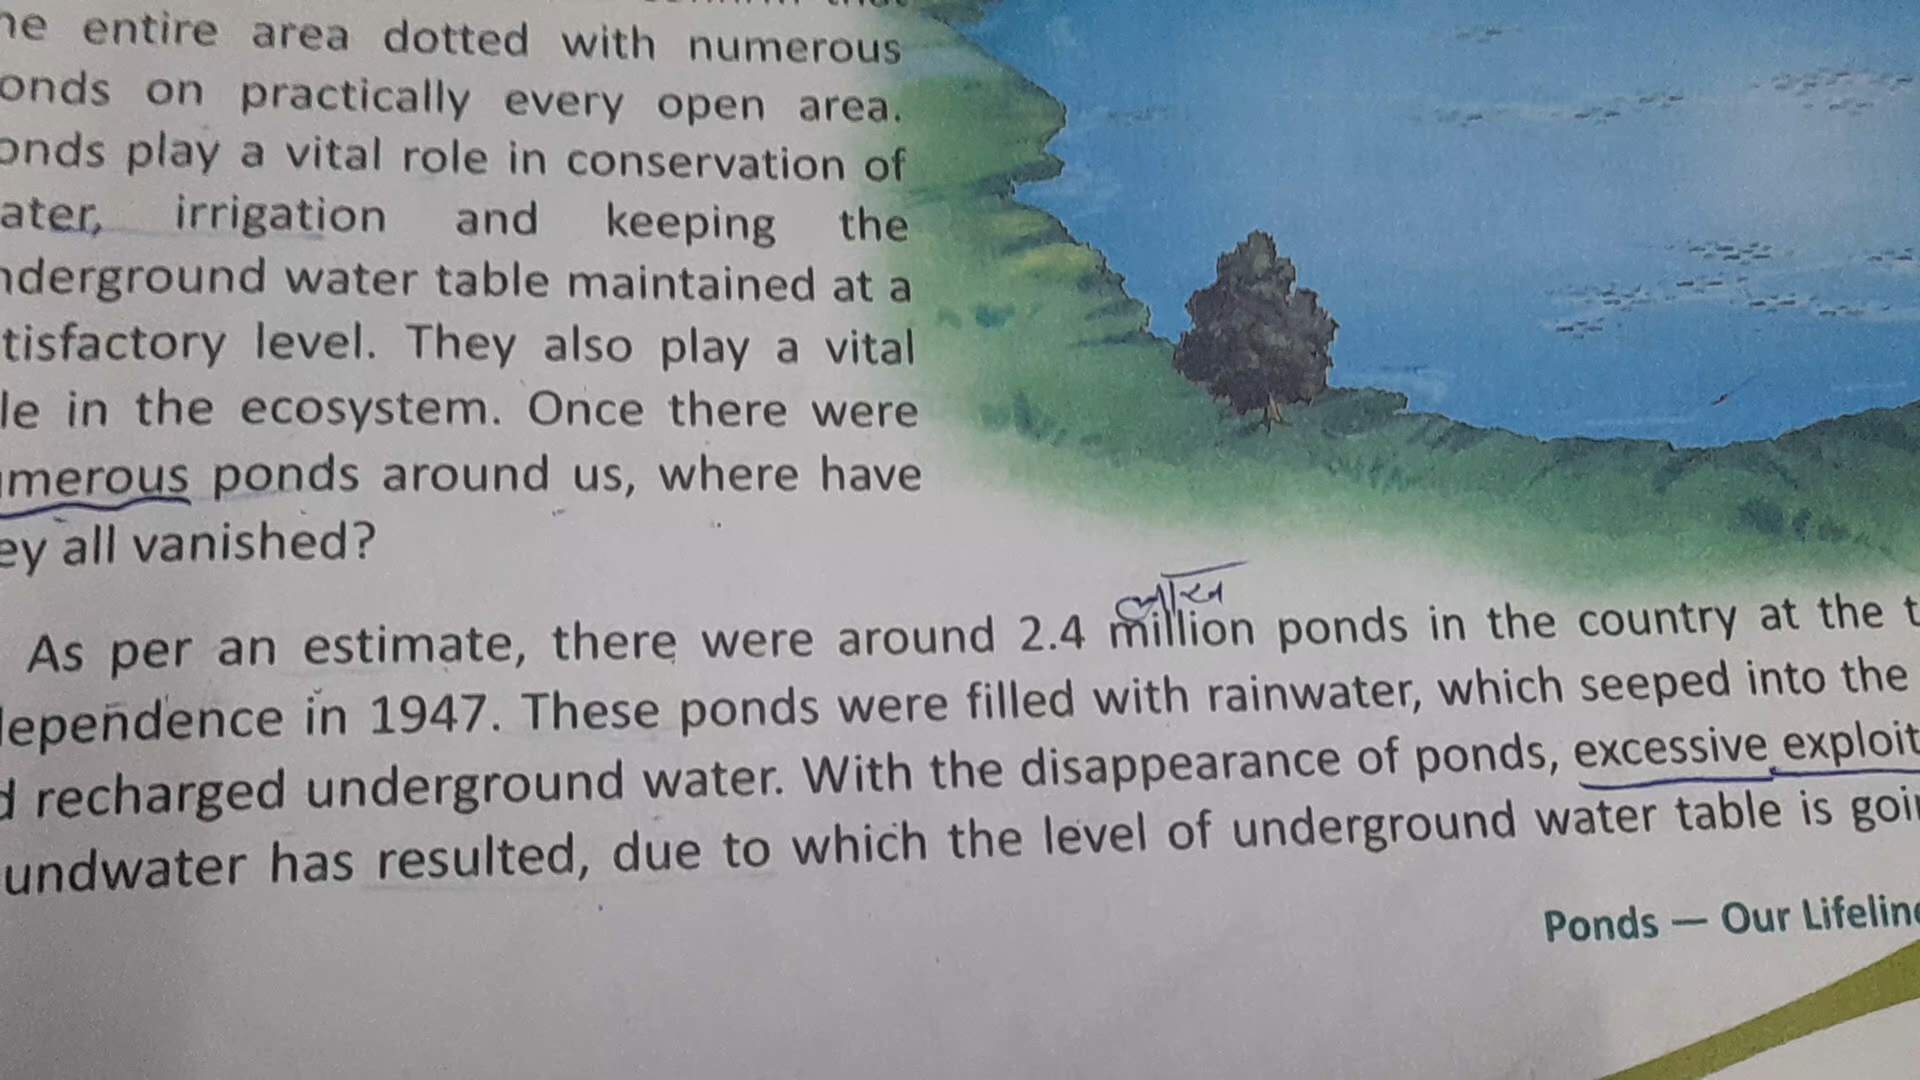 he entire area dotted with numerous
onds on practically every open area.
onds play a vital role in conservation of
ater, irrigation and keeping the
nderground water table maintained at a
tisfactory level. They also play a vital
le in the ecosystem. Once there were
merous ponds around us, where have
ey all vanished?
As per an estimate, there were around 2.4 million ponds in the country at the t
dependence in 1947. These ponds were filled with rainwater, which seeped into the
d recharged underground water. With the disappearance of ponds, excessive exploit
undwater has resulted, due to which the level of underground water table is goin
Ponds — Our Lifeline